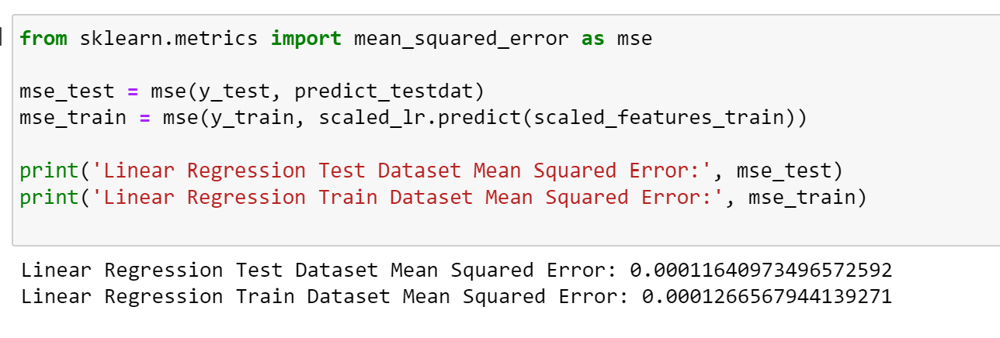 from sklearn.metrics import mean_squared_error as mse
mse_test = mse(y_test, predict_testdat)
mse_train = mse(y_train, scaled_lr.predict(scaled_features_train))
print('Linear Regression Test Dataset Mean Squared Error:', mse_test)
print('Linear Regression Train Dataset Mean Squared Error:', mse_train)
Linear Regression Test Dataset Mean Squared Error: 0.00011640973496572592
Linear Regression Train Dataset Mean Squared Error: 0.0001266567944139271